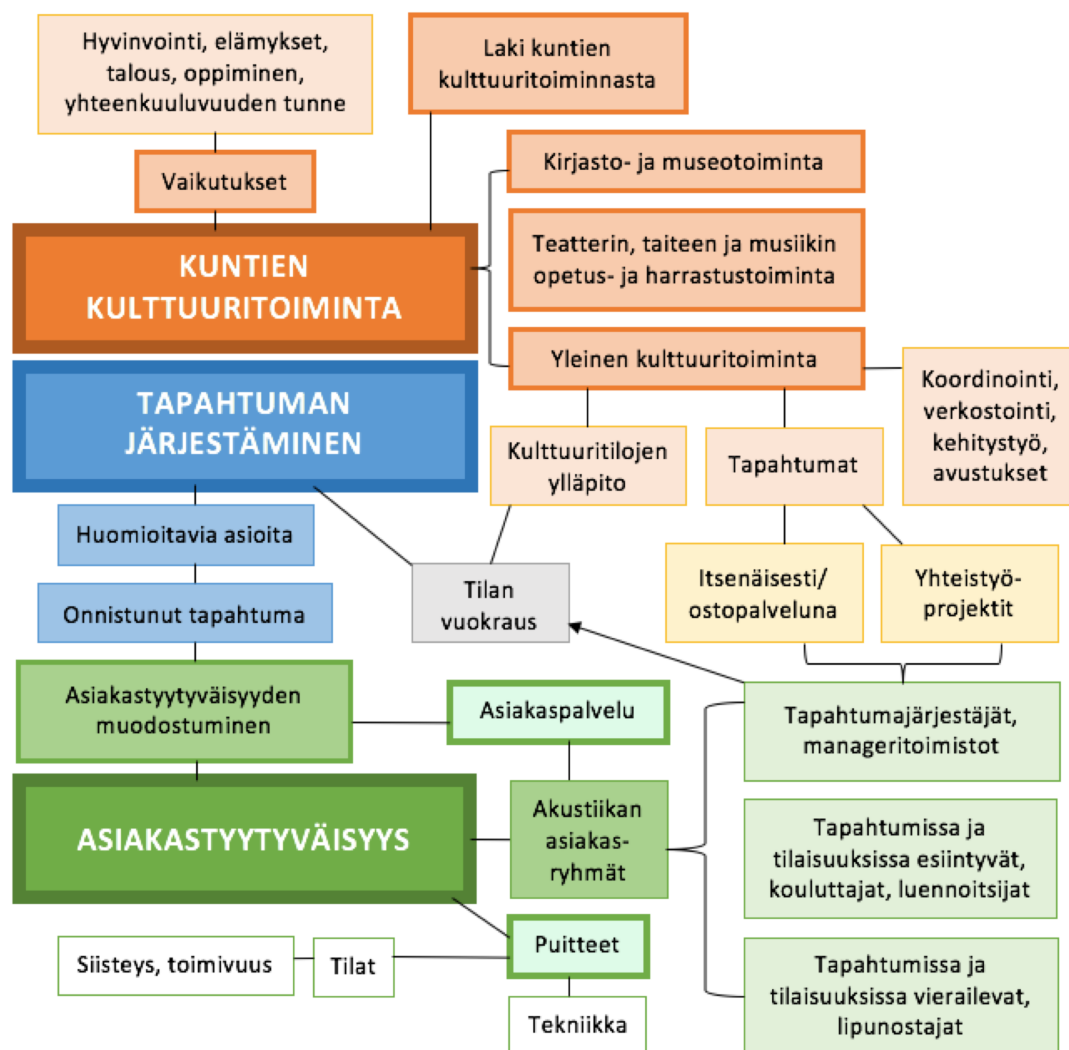 Hyvinvointi, elämykset,
talous, oppiminen,
yhteenkuuluvuuden tunne
Laki kuntien
kulttuuritoiminnasta
Vaikutukset
Kirjasto- ja museotoiminta
KUNTIEN
KULTTUURITOIMINTA
Teatterin, taiteen ja musiikin
opetus- ja harrastustoiminta
Yleinen kulttuuritoiminta
Koordinointi,
verkostointi,
kehitystyö,
avustukset
TAPAHTUMAN
JÄRJESTÄMINEN
Kulttuuritilojen
ylläpito
Tapahtumat
Huomioitavia asioita
Onnistunut tapahtuma
Tilan
vuokraus
Itsenäisesti/
ostopalveluna
Yhteistyö-
projektit
Asiakastyytyväisyyden
muodostuminen
Asiakaspalvelu
Tapahtumajärjestäjät,
manageritoimistot
ASIAKASTYYTYVÄISYYS
Akustiikan
asiakas-
ryhmät
Tapahtumissa ja
tilaisuuksissa esiintyvät,
kouluttajat, luennoitsijat
Siisteys, toimivuus
Tilat
Puitteet
Tekniikka
Tapahtumissa ja
tilaisuuksissa vierailevat,
lipunostajat